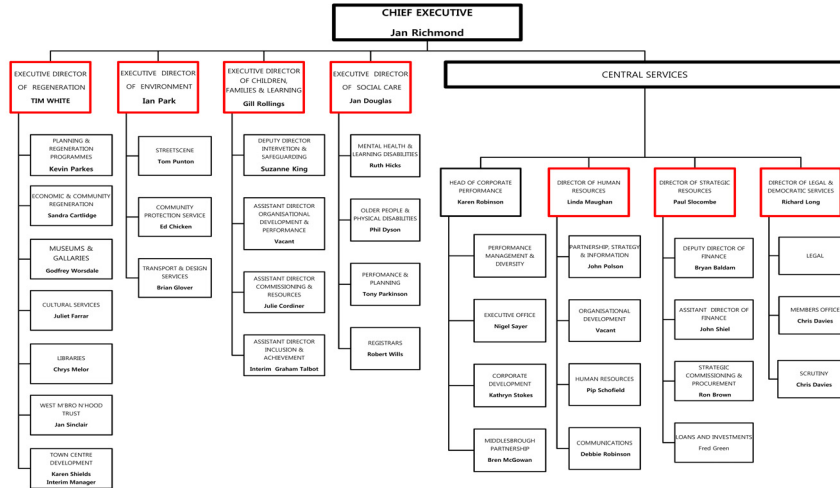 CHIEF EXECUTIVE
Jan Richmond
EXECUTIVE DIRECTOR
OF REGENERATION
TIM WHITE
EXECUTIVE DIRECTOR
OF ENVIRONMENT
Ian Park
EXECUTIVE DIRECTOR
OF CHILDREN,
FAMILIES & LEARNING
Gill Rollings
EXECUTIVE DIRECTOR
OF SOCIAL CARE
Jan Douglas
CENTRAL SERVICES
PLANNING &
REGENERATION
PROGRAMMES
Kevin Parkes
ECONOMIC & COMMUNITY
REGENERATION
Sandra Cartlidge
MUSEUMS &
GALLARIES
Godfrey Worsdale
CULTURAL SERVICES
Juliet Farrar
LIBRARIES
Chrys Melor
WEST M'BRO N'HOOD
TRUST
Jan Sinclair
TOWN CENTRE
DEVELOPMENT
Karen Shields
Interim Manager
STREETSCENE
Tom Punton
COMMUNITY
PROTECTION SERVICE
Ed Chicken
TRANSPORT & DESIGN
SERVICES
Brian Glover
DEPUTY DIRECTOR
INTERVETION &
SAFEGUARDING
Suzanne King
ASSISTANT DIRECTOR
ORGANISATIONAL
DEVELOPMENT &
PERFORMANCE
Vacant
ASSISTANT DIRECTOR
COMMISSIONING &
RESOURCES
Julie Cordiner
ASSISTANT DIRECTOR
INCLUSION &
ACHIEVEMENT
Interim Graham Talbot
MENTAL HEALTH &
LEARNING DISABILITIES
Ruth Hicks
OLDER PEOPLE &
PHYSICAL DISABILITIES
Phil Dyson
PERFOMANCE &
PLANNING
Tony Parkinson
REGISTRARS
Robert Wills
HEAD OF CORPORATE
PERFORMANCE
Karen Robinson
PERFORMANCE
MANAGEMENT &
DIVERSITY
EXECUTIVE OFFICE
Nigel Sayer
CORPORATE
DEVELOPMENT
Kathryn Stokes
MIDDLESBROUGH
PARTNERSHIP
Bren McGowan
DIRECTOR OF HUMAN
RESOURCES
Linda Maughan
PARTNERSHIP, STRATEGY
& INFORMATION
John Polson
ORGANISATIONAL
DEVELOPMENT
Vacant
HUMAN RESOURCES
Pip Schofield
COMMUNICATIONS
Debbie Robinson
DIRECTOR OF STRATEGIC
RESOURCES
Paul Slocombe
DEPUTY DIRECTOR OF
FINANCE
Bryan Baldam
ASSITANT DIRECTOR OF
FINANCE
John Shiel
STRATEGIC
COMMISSIONING &
PROCUREMENT
Ron Brown
LOANS AND INVESTMENTS
Fred Green
DIRECTOR OF LEGAL &
DEMOCRATIC SERVICES
Richard Long
LEGAL
MEMBERS OFFICE
Chris Davies
SCRUTINY
Chris Davies